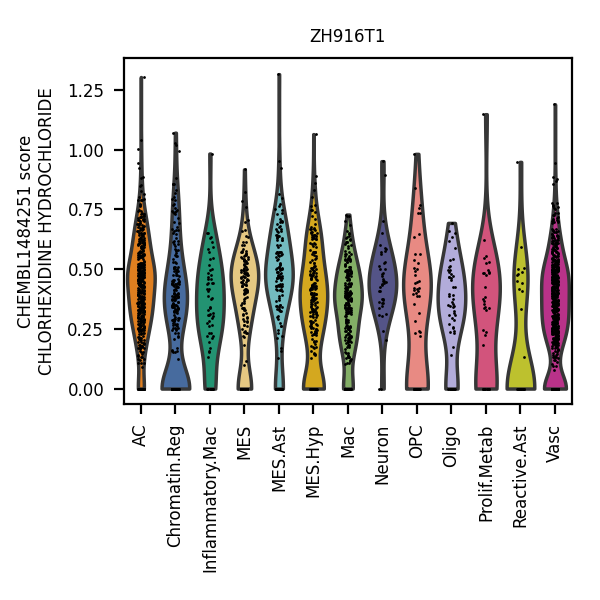 ZH916T1
CHEMBL1484251 score
CHLORHEXIDINE HYDROCHLORIDE
1.25
1.00
0.75
0.50
0.25
0.00
AC
Chromatin.Reg
Inflammatory.Mac
MES
MES.Ast
MES.Hyp
Mac
Neuron
OPC
Oligo
Prolif.Metab
Reactive.Ast
Vasc